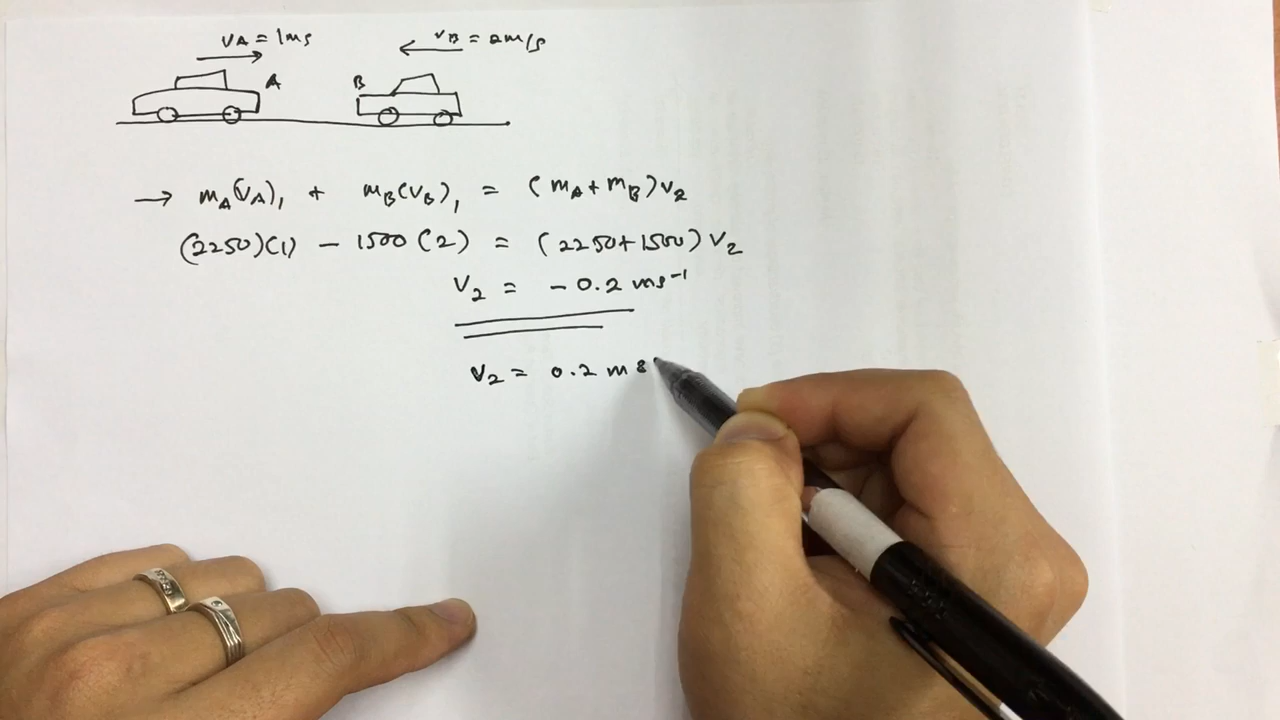 VA = 1ms
VB = 2m/s
A
B
→ mA(VA)1 + mB(VB)1 = (mA+mB)V2
(2250)(1) - 1500(2) = (2250+1500)V2
V2 = -0.2 ms⁻¹
V2 = 0.2 ms